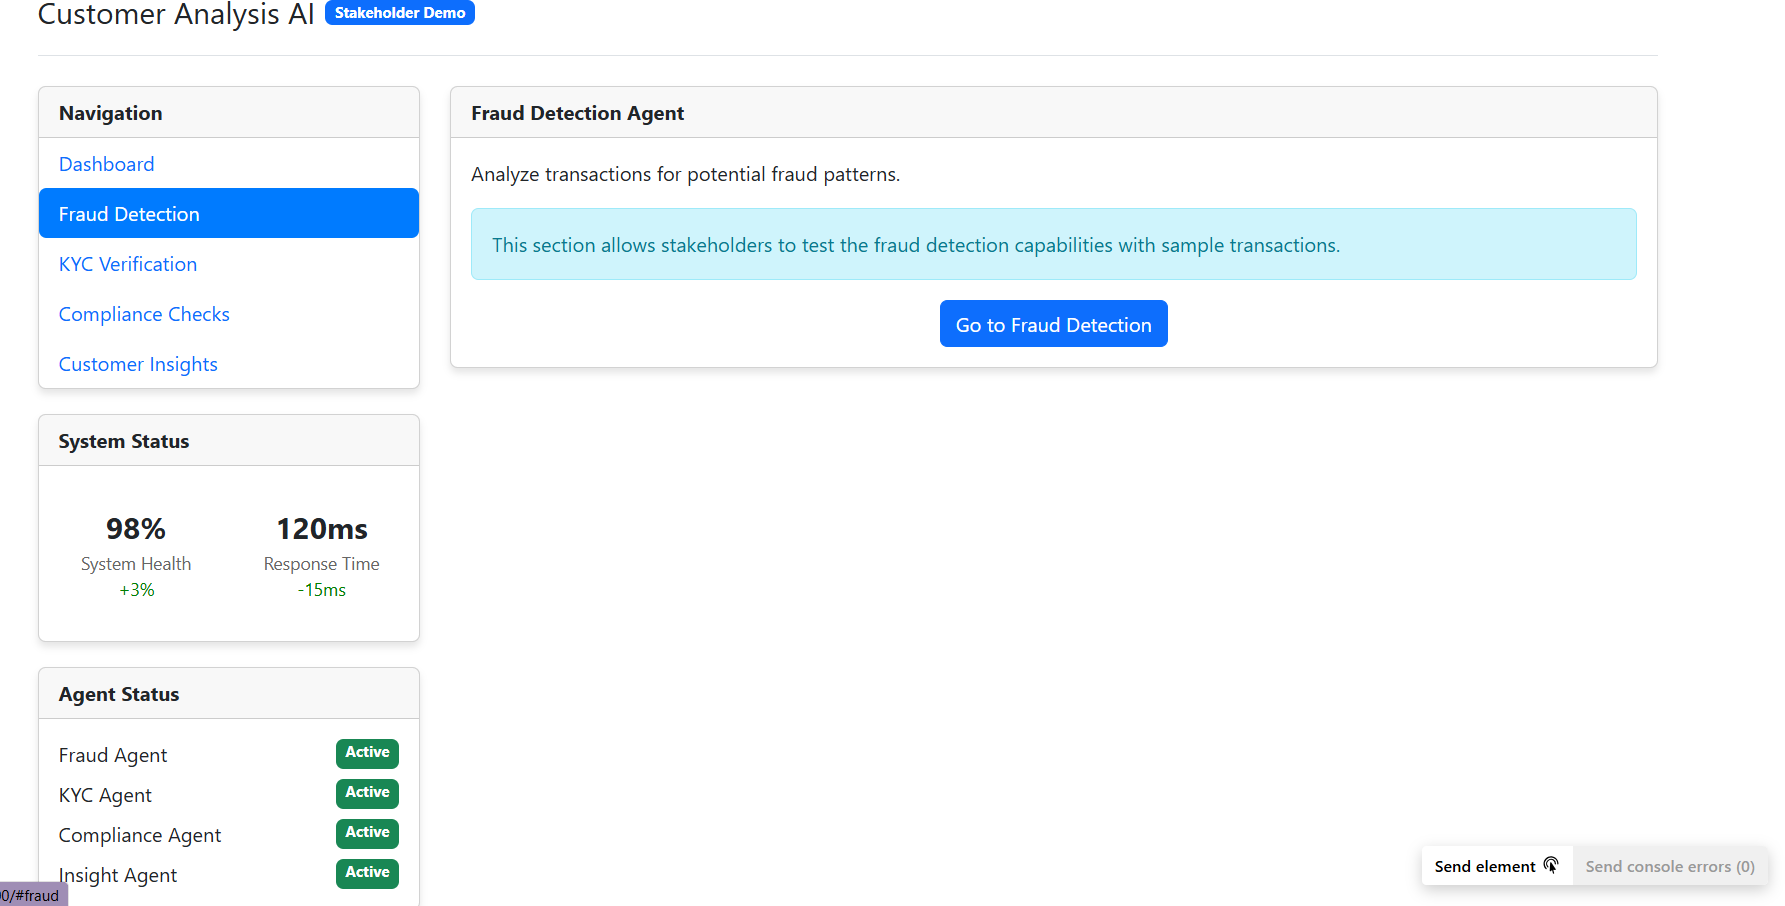 Customer Analysis AI Stakeholder Demo
Navigation
Dashboard
Fraud Detection
KYC Verification
Compliance Checks
Customer Insights
Fraud Detection Agent
Analyze transactions for potential fraud patterns.
This section allows stakeholders to test the fraud detection capabilities with sample transactions.
Go to Fraud Detection
System Status
98%
System Health
+3%
120ms
Response Time
-15ms
Agent Status
Fraud Agent Active
KYC Agent Active
Compliance Agent Active
Insight Agent Active
0/#fraud
Send element
Send console errors (0)